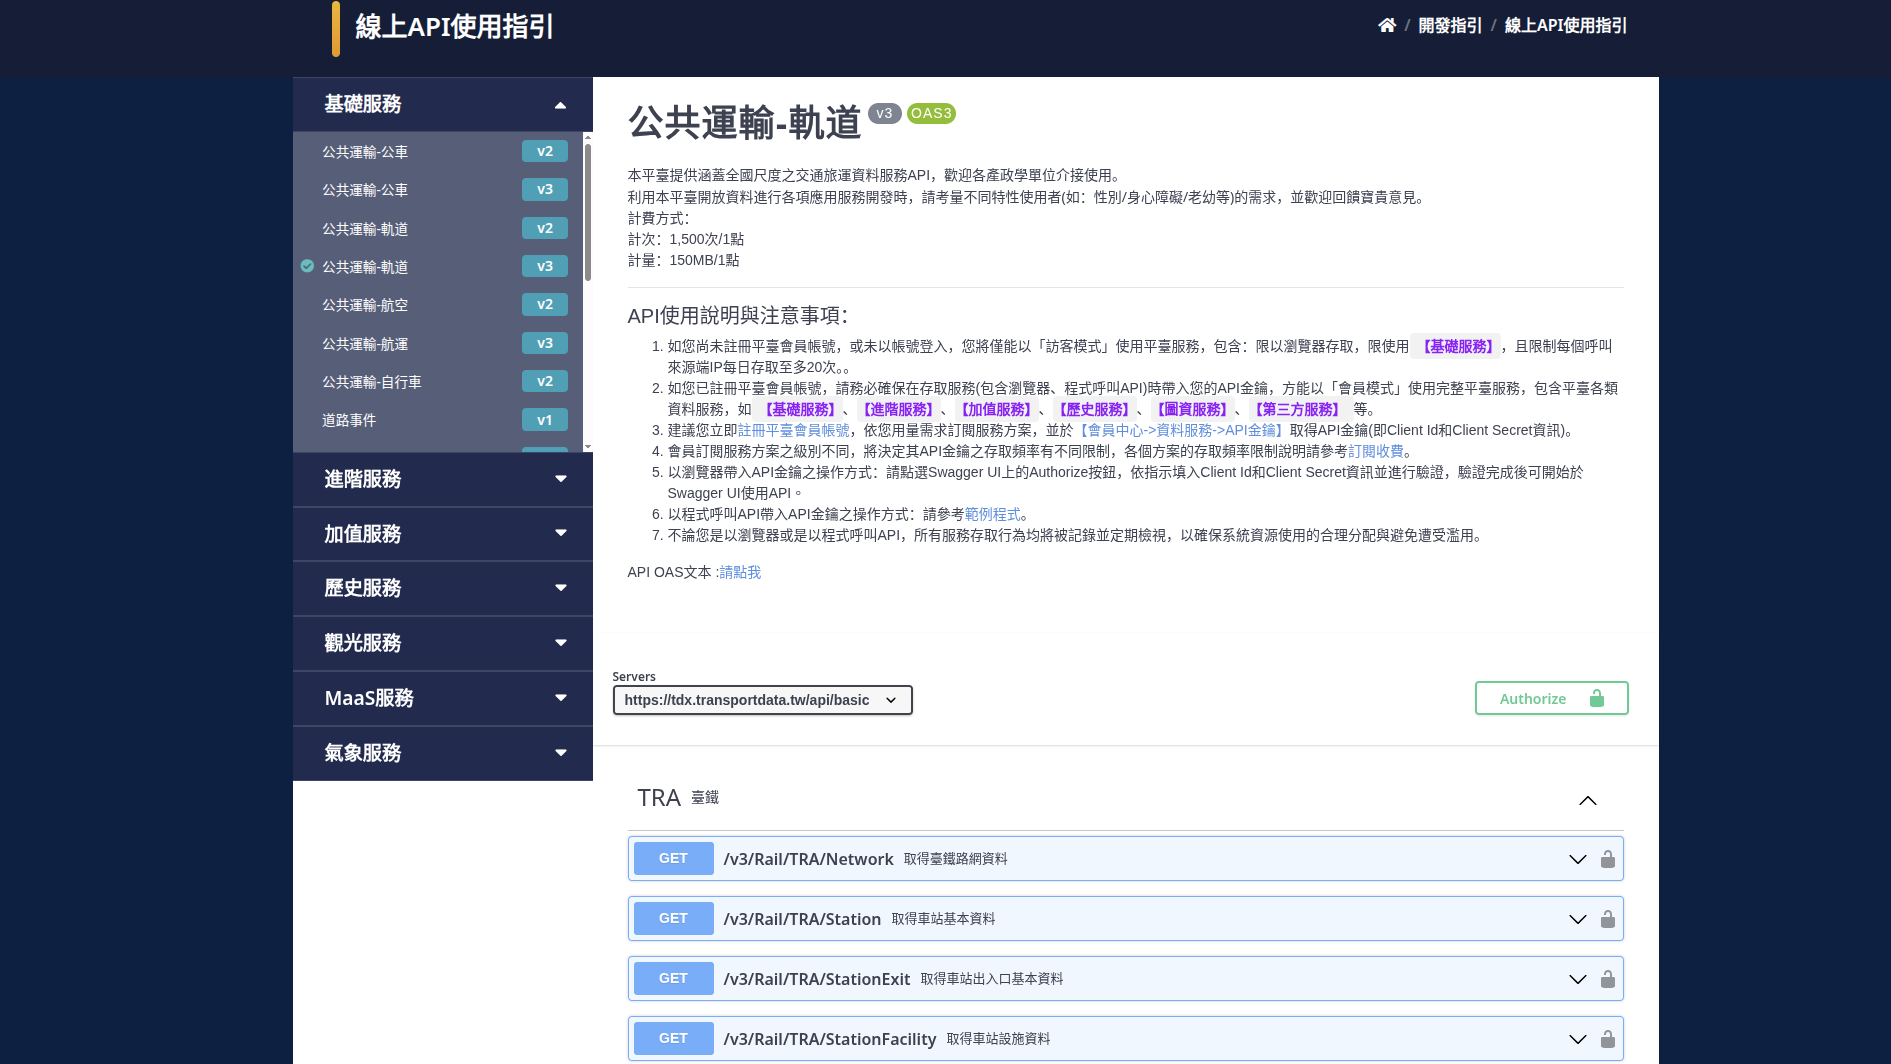 線上API使用指引
/ 開發指引 / 線上API使用指引
基礎服務
公共運輸-公車 v2
公共運輸-公車 v3
公共運輸-軌道 v2
公共運輸-軌道 v3
公共運輸-航空 v2
公共運輸-航運 v3
公共運輸-自行車 v2
道路事件 v1
進階服務
加值服務
歷史服務
觀光服務
MaaS服務
氣象服務
公共運輸-軌道 v3 OAS3
本平臺提供涵蓋全國尺度之交通旅運資料服務API，歡迎各產政學單位介接使用。
利用本平臺開放資料進行各項應用服務開發時，請考量不同特性使用者(如：性別/身心障礙/老幼等)的需求，並歡迎回饋寶貴意見。
計費方式：
計次：1,500次/1點
計量：150MB/1點
API使用說明與注意事項：
1. 如您尚未註冊平臺會員帳號，或未以帳號登入，您將僅能以「訪客模式」使用平臺服務，包含：限以瀏覽器存取，限使用【基礎服務】，且限制每個呼叫
來源端IP每日存取至多20次。。
2. 如您已註冊平臺會員帳號，請務必確保在存取服務(包含瀏覽器、程式呼叫API)時帶入您的API金鑰，方能以「會員模式」使用完整平臺服務，包含平臺各類
資料服務，如【基礎服務】、【進階服務】、【加值服務】、【歷史服務】、【圖資服務】、【第三方服務】 等。
3. 建議您立即註冊平臺會員帳號，依您用量需求訂閱服務方案，並於【會員中心->資料服務->API金鑰】取得API金鑰(即Client Id和Client Secret資訊)。
4. 會員訂閱服務方案之級別不同，將決定其API金鑰之存取頻率有不同限制，各個方案的存取頻率限制說明請參考訂閱收費。
5. 以瀏覽器帶入API金鑰之操作方式：請點選Swagger UI上的Authorize按鈕，依指示填入Client Id和Client Secret資訊並進行驗證，驗證完成後可開始於
Swagger UI使用API。
6. 以程式呼叫API帶入API金鑰之操作方式：請參考範例程式。
7. 不論您是以瀏覽器或是以程式呼叫API，所有服務存取行為均將被記錄並定期檢視，以確保系統資源使用的合理分配與避免遭受濫用。
API OAS文本 :請點我
Servers
https://tdx.transportdata.tw/api/basic
Authorize
TRA 臺鐵
GET /v3/Rail/TRA/Network 取得臺鐵路網資料
GET /v3/Rail/TRA/Station 取得車站基本資料
GET /v3/Rail/TRA/StationExit 取得車站出入口基本資料
GET /v3/Rail/TRA/StationFacility 取得車站設施資料